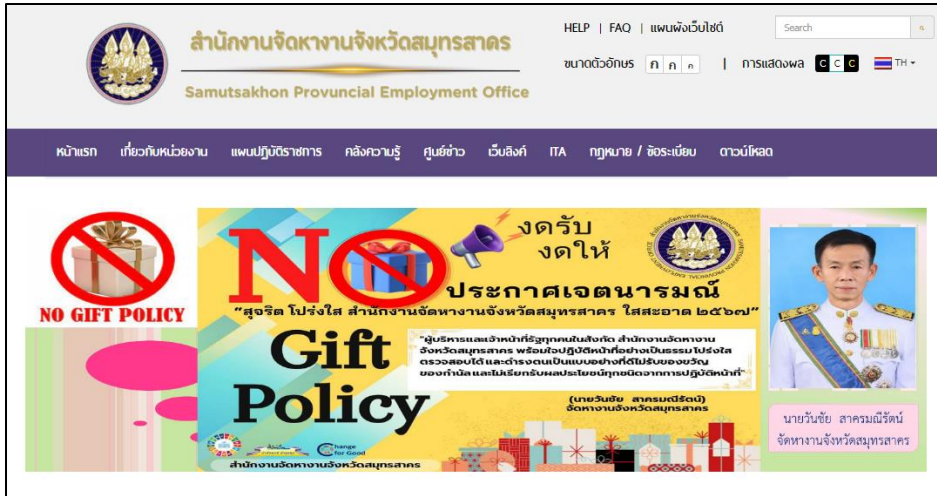 สำนักงานจัดหางานจังหวัดสมุทรสาคร
Samutsakhon Provuncial Employment Office
HELP | FAQ | แผนผังเว็บไซต์
Search
ขนาดตัวอักษร ก ก ก | การแสดงผล C C C TH
หน้าแรก เกี่ยวกับหน่วยงาน แผนปฏิบัติราชการ คลังความรู้ ศูนย์ข่าว เว็บลิงค์ ITA กฎหมาย / ข้อระเบียบ ดาวน์โหลด
NO GIFT POLICY
NO
งดรับ
งดให้
ประกาศเจตนารมณ์
"สุจริต โปร่งใส สำนักงานจัดหางานจังหวัดสมุทรสาคร ใสสะอาด ๒๕๖๗"
Gift
Policy
"ผู้บริหารและเจ้าหน้าที่รัฐทุกคนในสังกัด สำนักงานจัดหางาน
จังหวัดสมุทรสาคร พร้อมใจปฏิบัติหน้าที่อย่างเป็นธรรม โปร่งใส
ตรวจสอบได้ และดำรงตนเป็นแบบอย่างที่ดี ไม่รับของขวัญ
ของกำนัล และไม่เรียกรับผลประโยชน์ทุกชนิดจากการปฏิบัติหน้าที่"
(นายวันชัย สาครมณีรัตน์)
จัดหางานจังหวัดสมุทรสาคร
Change
for Good
สำนักงานจัดหางานจังหวัดสมุทรสาคร
นายวันชัย สาครมณีรัตน์
จัดหางานจังหวัดสมุทรสาคร